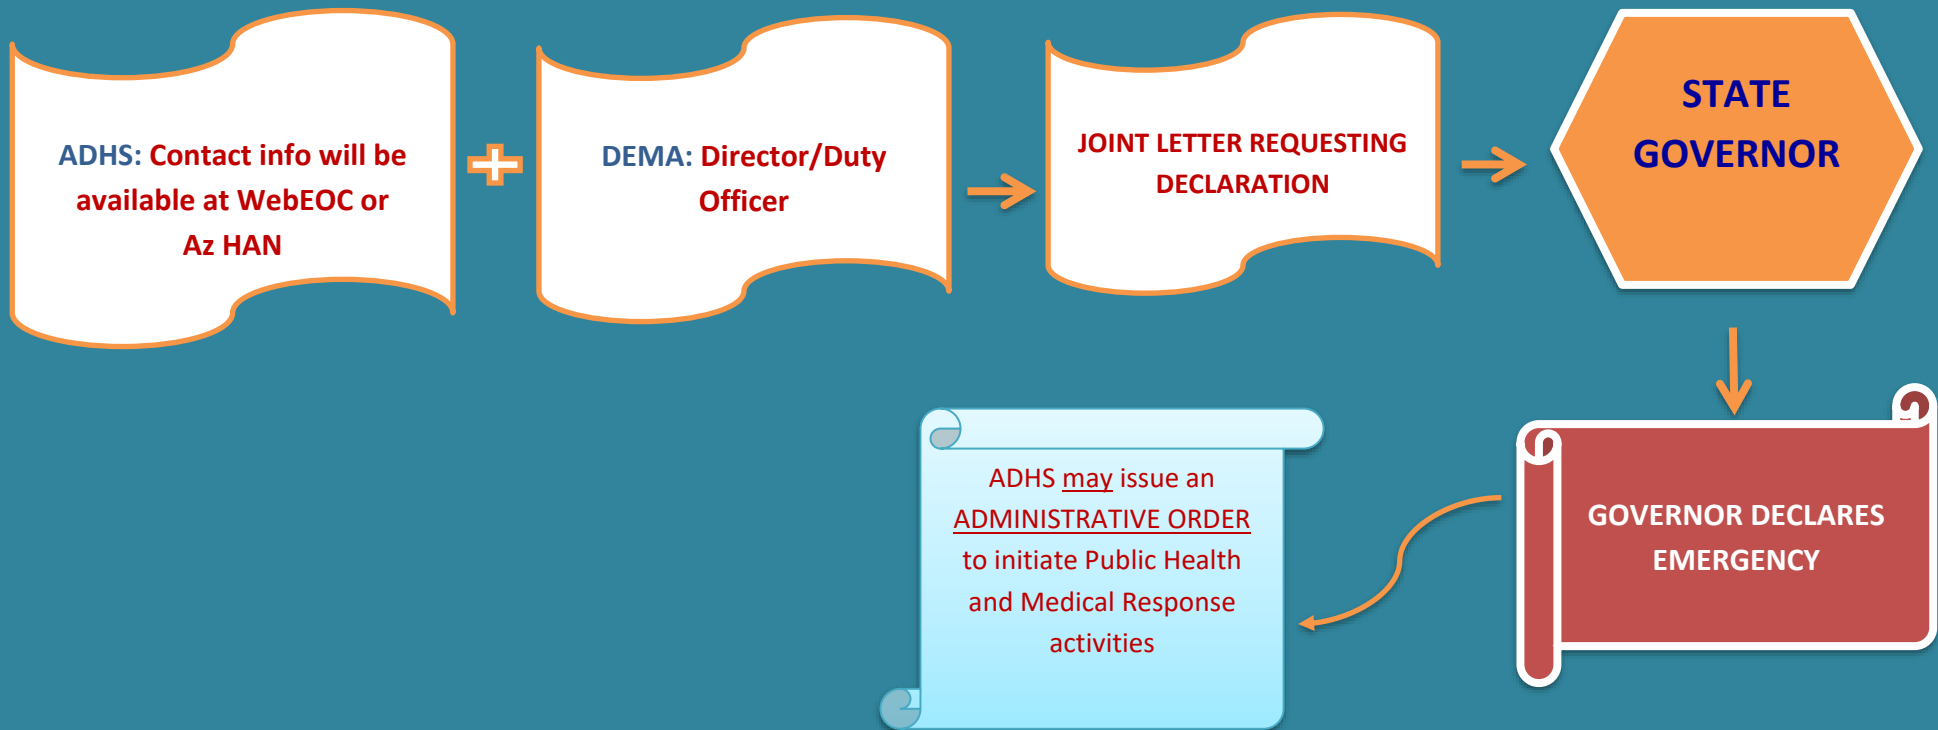 ADHS: Contact info will be
available at WebEOC or
Az HAN
DEMA: Director/Duty
Officer
JOINT LETTER REQUESTING
DECLARATION
STATE
GOVERNOR
GOVERNOR DECLARES
EMERGENCY
ADHS may issue an
ADMINISTRATIVE ORDER
to initiate Public Health
and Medical Response
activities